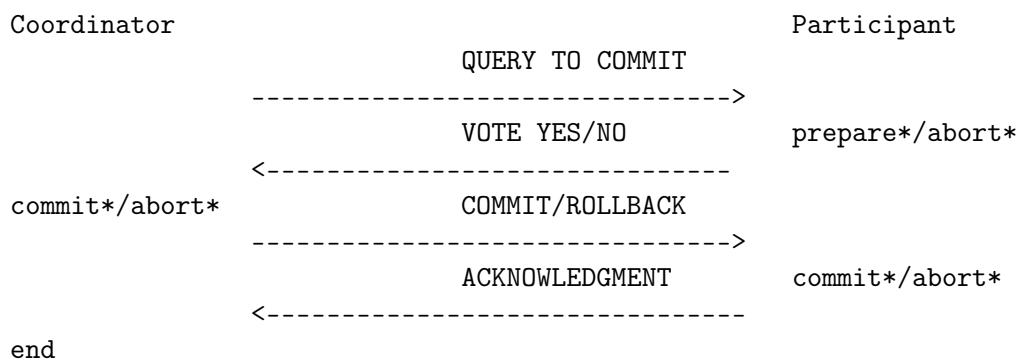 Coordinator                                         Participant
                              QUERY TO COMMIT
                -------------------------------->
                              VOTE YES/NO           prepare*/abort*
                <-------------------------------
commit*/abort*                COMMIT/ROLLBACK
                -------------------------------->
                              ACKNOWLEDGMENT        commit*/abort*
                <--------------------------------
end